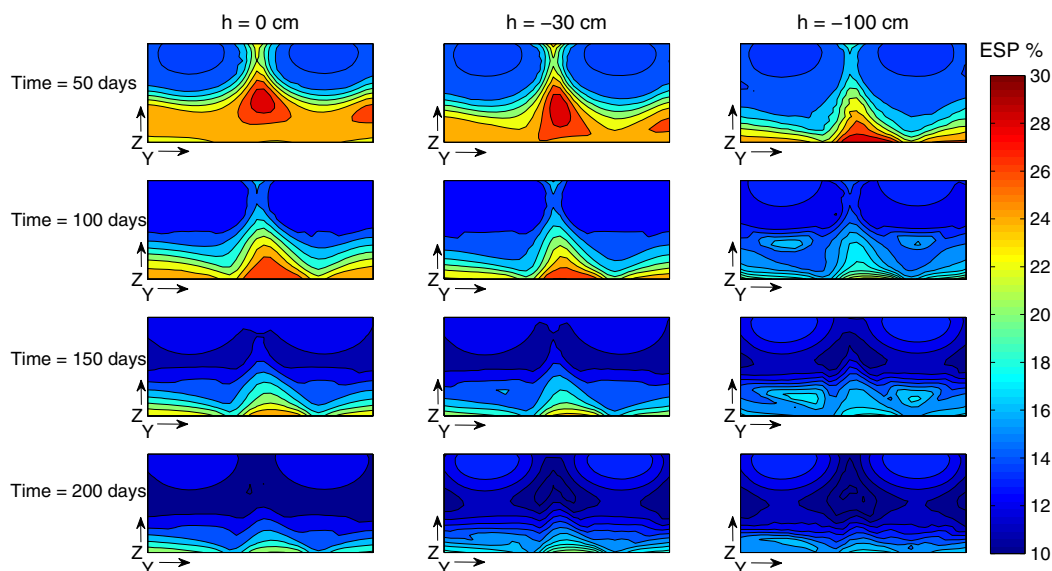 h = 0 cm
h = −30 cm
h = −100 cm
ESP %
Time = 50 days
Z
Y
Z
Y
Z
Y
Time = 100 days
Z
Y
Z
Y
Z
Y
Time = 150 days
Z
Y
Z
Y
Z
Y
Time = 200 days
Z
Y
Z
Y
Z
Y
30
28
26
24
22
20
18
16
14
12
10